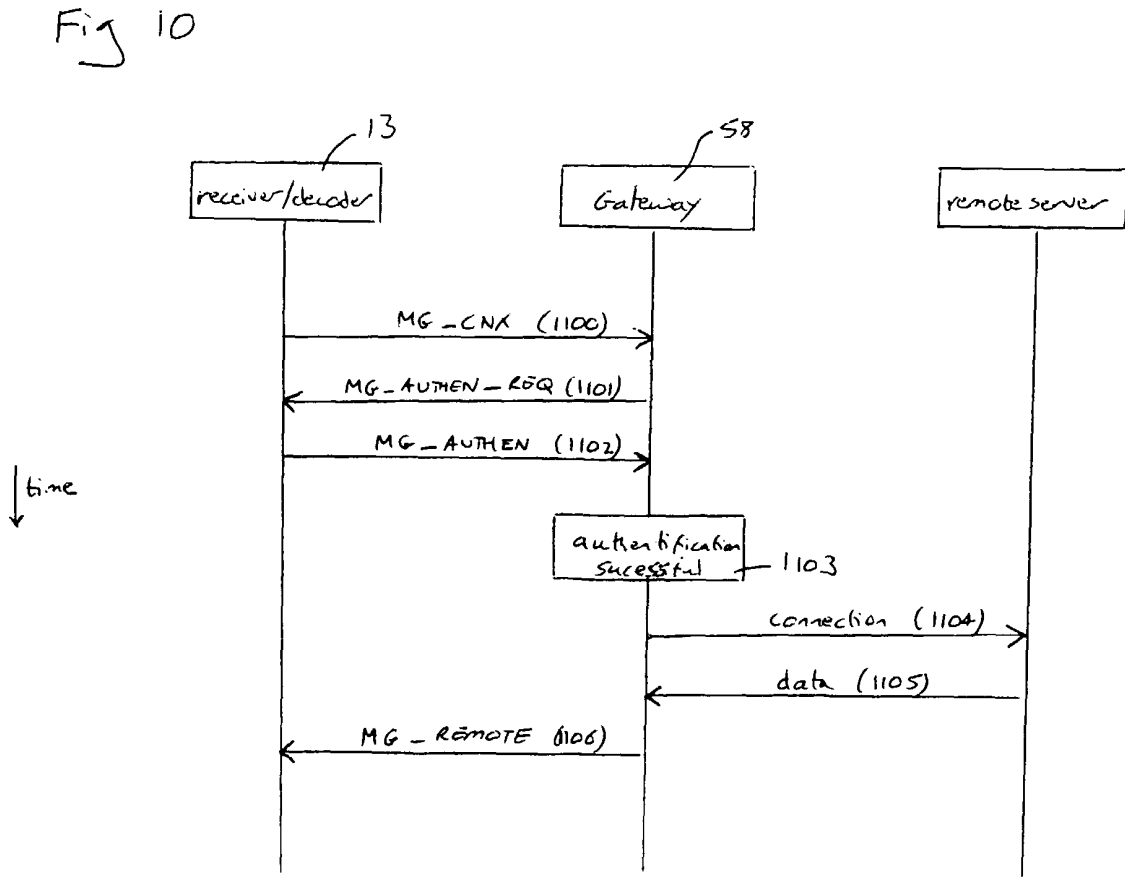 Fig 10
13
58
receiver/decoder
Gateway
remote server
MG_CNX (1100)
MG_AUTHEN_REQ (1101)
MG_AUTHEN (1102)
time
authentification
sucessful
1103
connection (1104)
data (1105)
MG_REMOTE (1106)